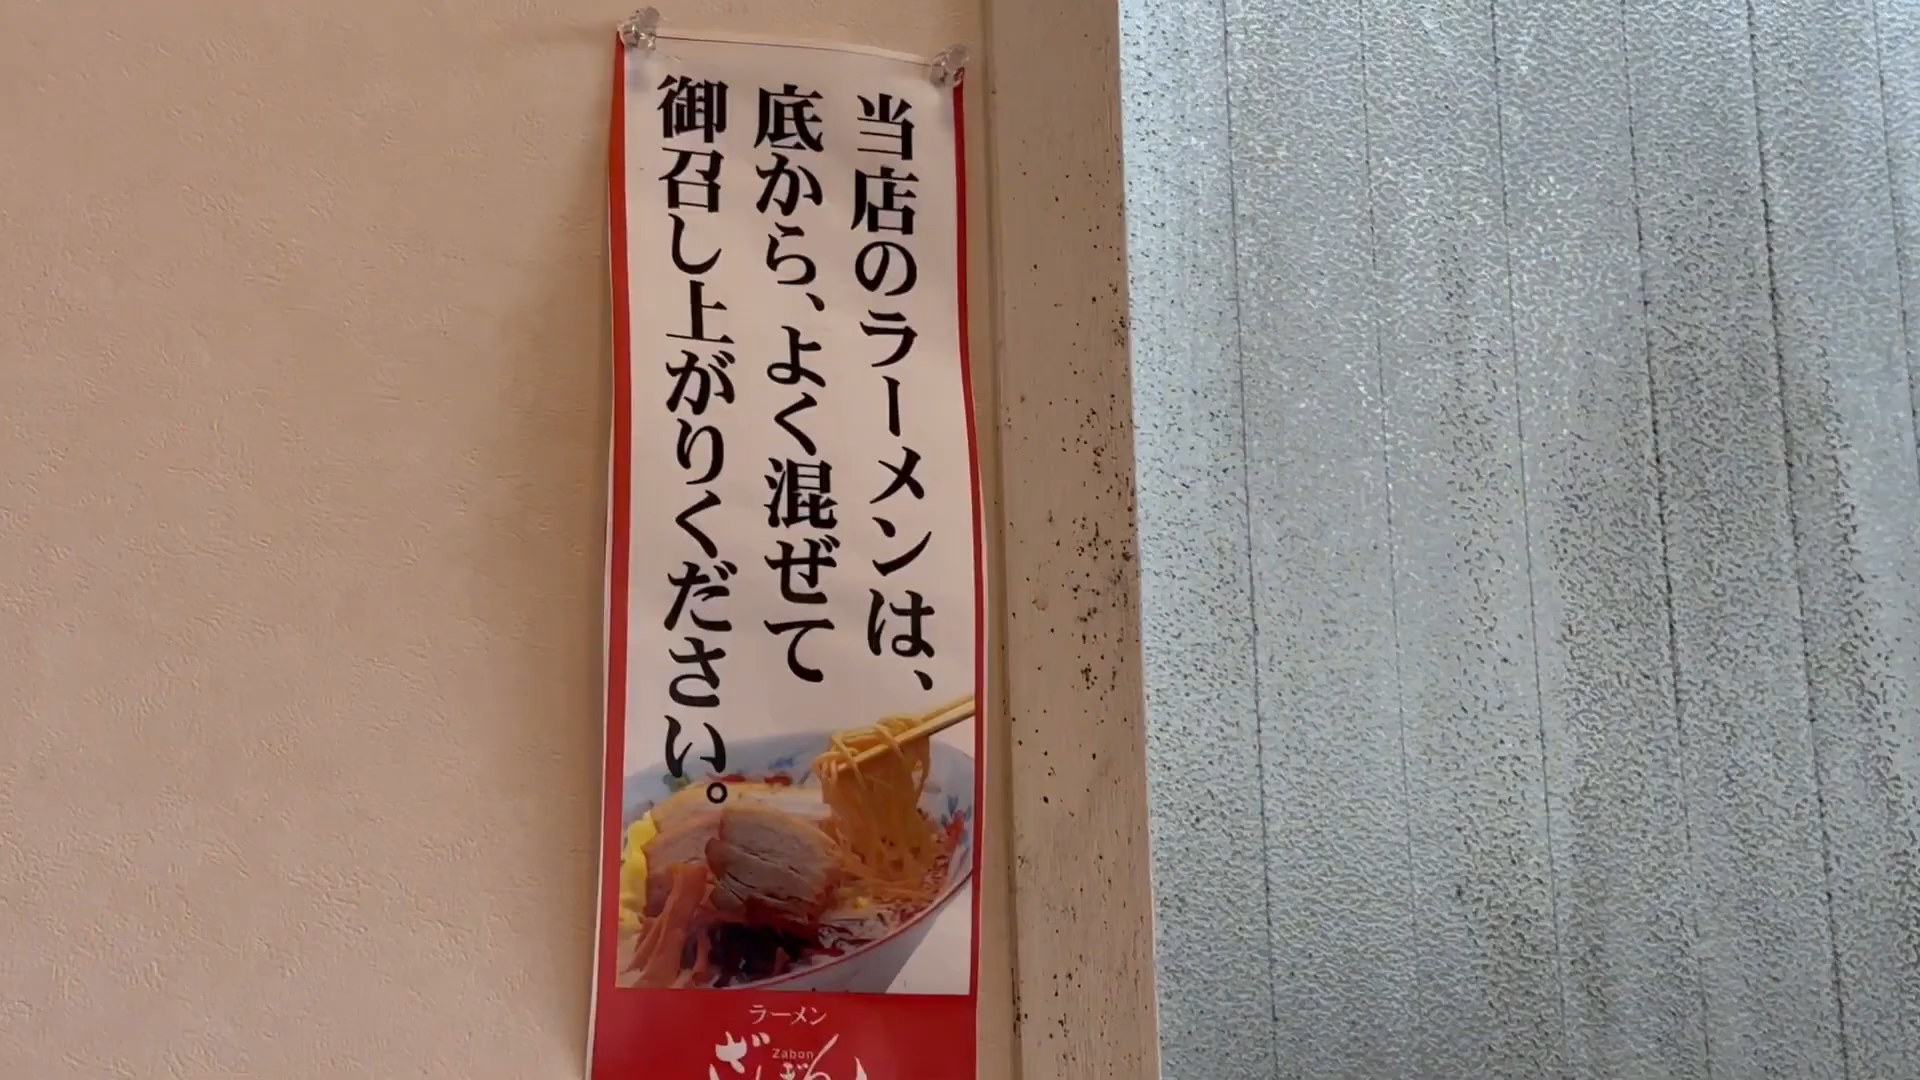 当店のラーメンは、
底から、よく混ぜて
御召し上がりください。
ラーメン
Zabon
ざぼん